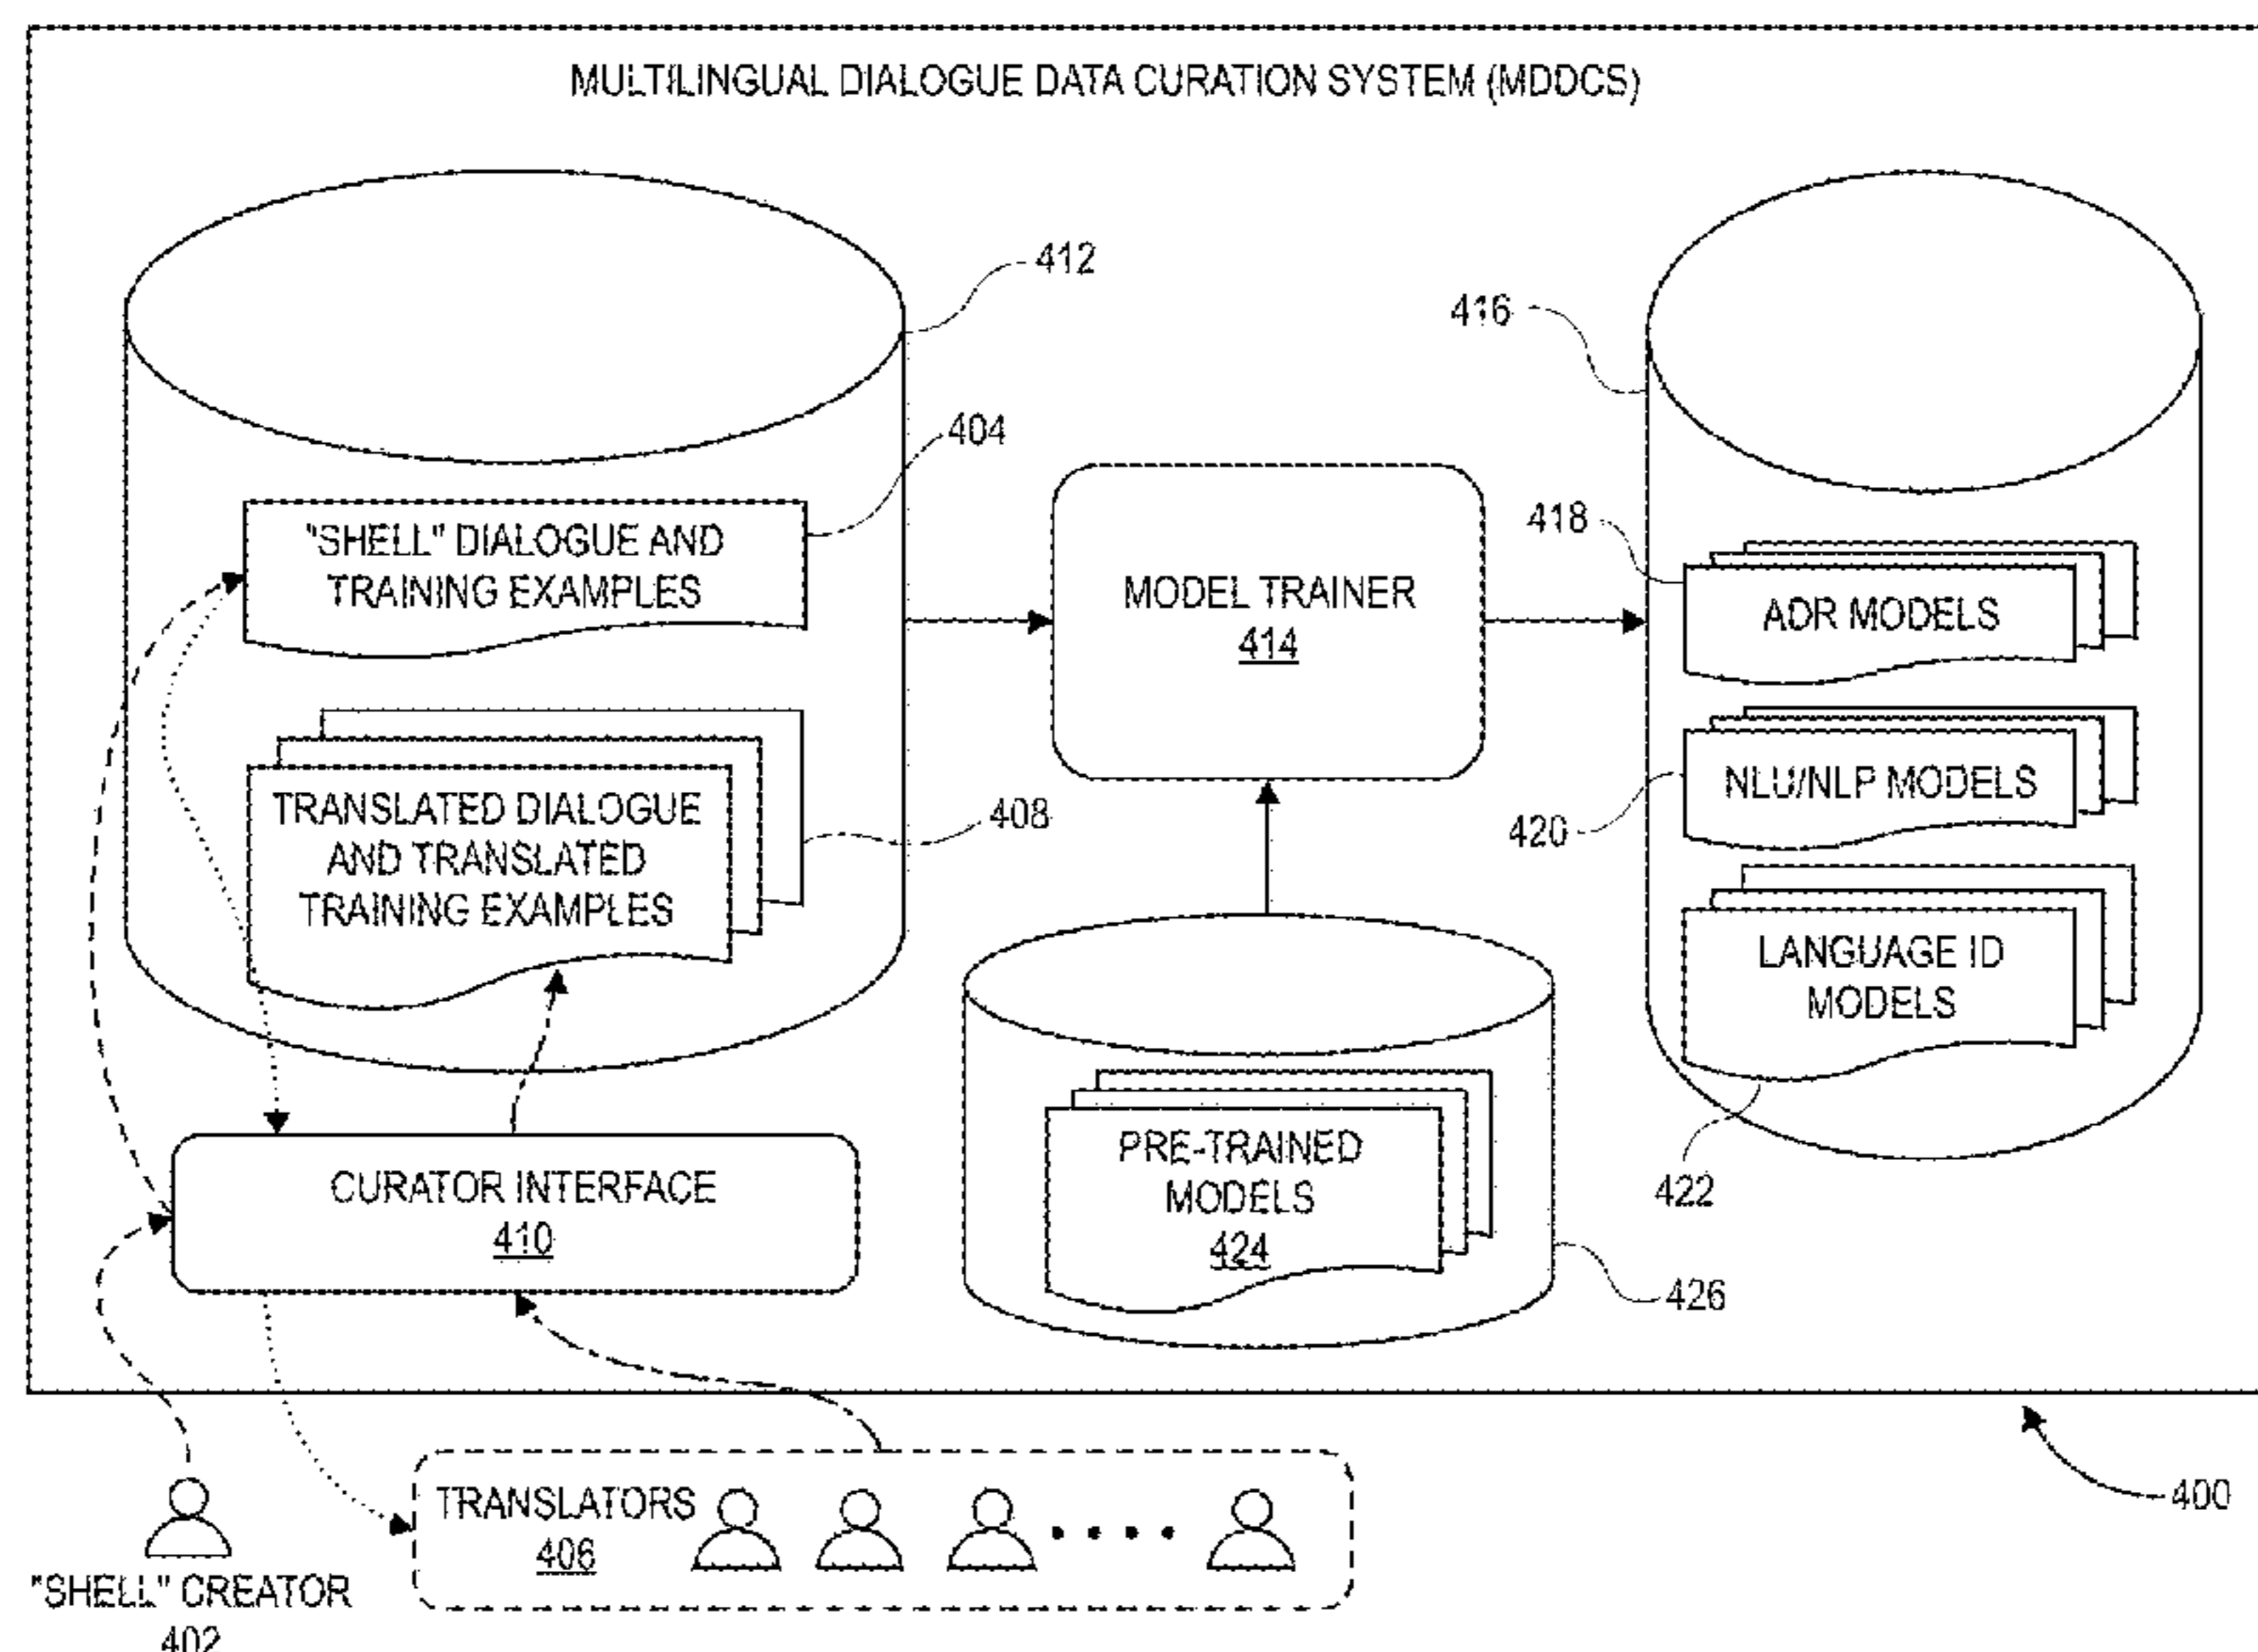 MULTILINGUAL DIALOGUE DATA CURATION SYSTEM (MDDCS)
412
416
404
"SHELL" DIALOGUE AND
TRAINING EXAMPLES
MODEL TRAINER
414
418
ADR MODELS
TRANSLATED DIALOGUE
AND TRANSLATED
TRAINING EXAMPLES
408
NLU/NLP MODELS
420
LANGUAGE ID
MODELS
422
PRE-TRAINED
MODELS
424
426
CURATOR INTERFACE
410
400
TRANSLATORS
406
"SHELL" CREATOR
402